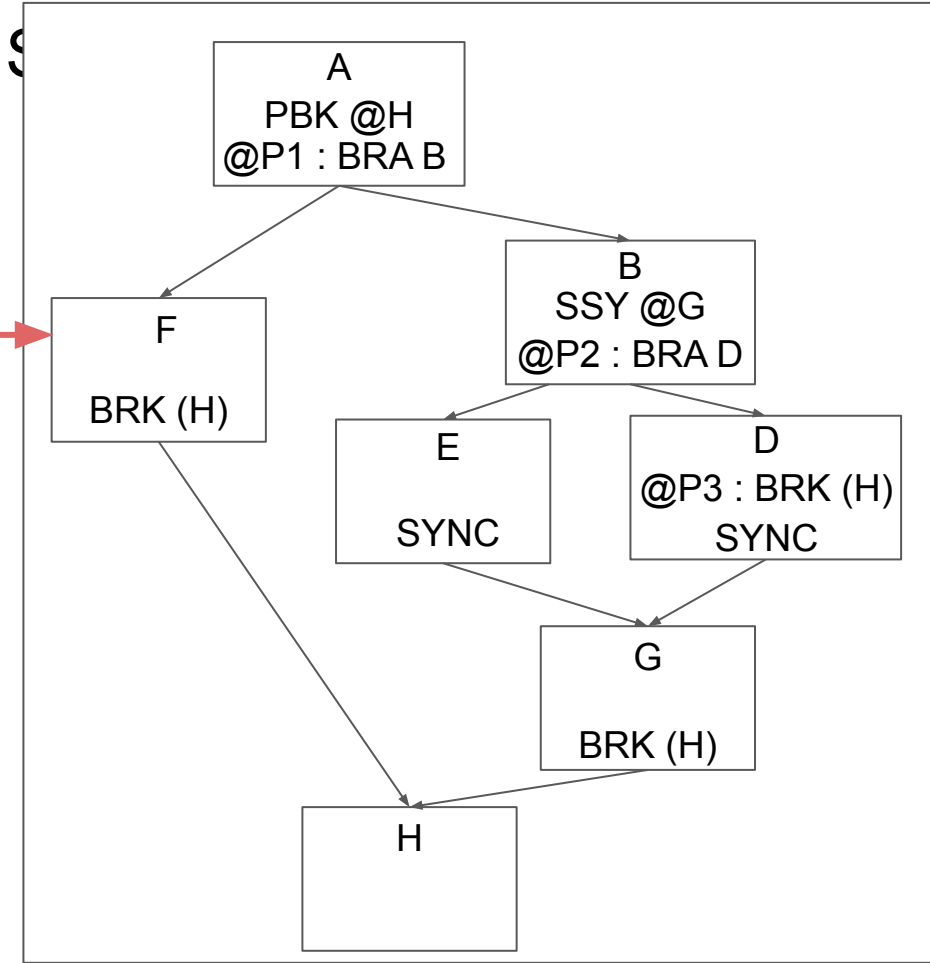 S
A
PBK @H
@P1 : BRA B
B
SSY @G
@P2 : BRA D
F
BRK (H)
E
SYNC
D
@P3 : BRK (H)
SYNC
G
BRK (H)
H